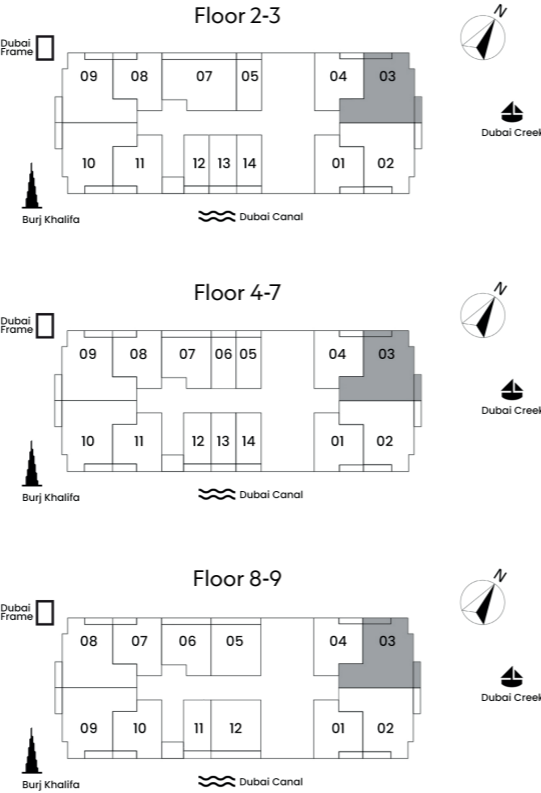 Floor 2-3
N
Dubai
Frame
09 08 07 05 04 03
Dubai Creek
10 11 12 13 14 01 02
Burj Khalifa
Dubai Canal
Floor 4-7
N
Dubai
Frame
09 08 07 06 05 04 03
Dubai Creek
10 11 12 13 14 01 02
Burj Khalifa
Dubai Canal
Floor 8-9
N
Dubai
Frame
08 07 06 05 04 03
Dubai Creek
09 10 11 12 01 02
Burj Khalifa
Dubai Canal